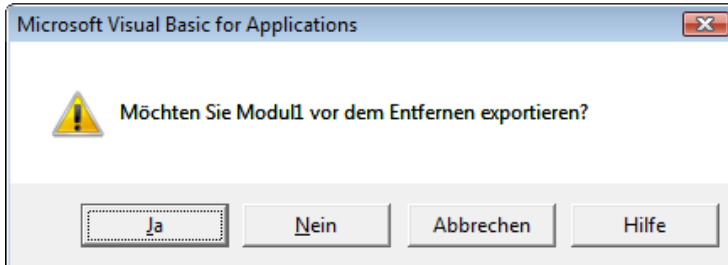 Microsoft Visual Basic for Applications
Möchten Sie Modul1 vor dem Entfernen exportieren?
Ja Nein Abbrechen Hilfe